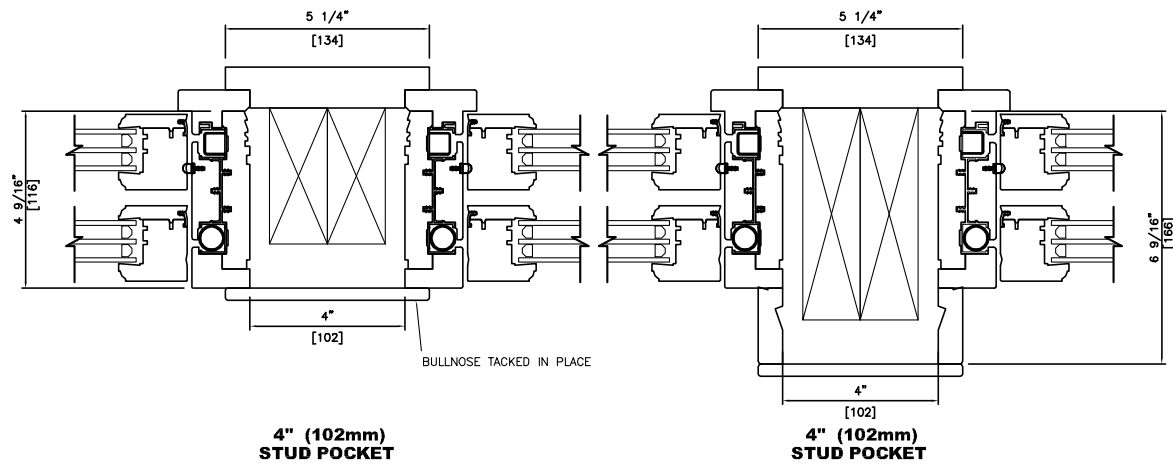 5 1/4"
[134]
5 1/4"
[134]
4 9/16"
[116]
6 9/16"
[166]
4"
[102]
BULLNOSE TACKED IN PLACE
4"
[102]
4" (102mm)
STUD POCKET
4" (102mm)
STUD POCKET